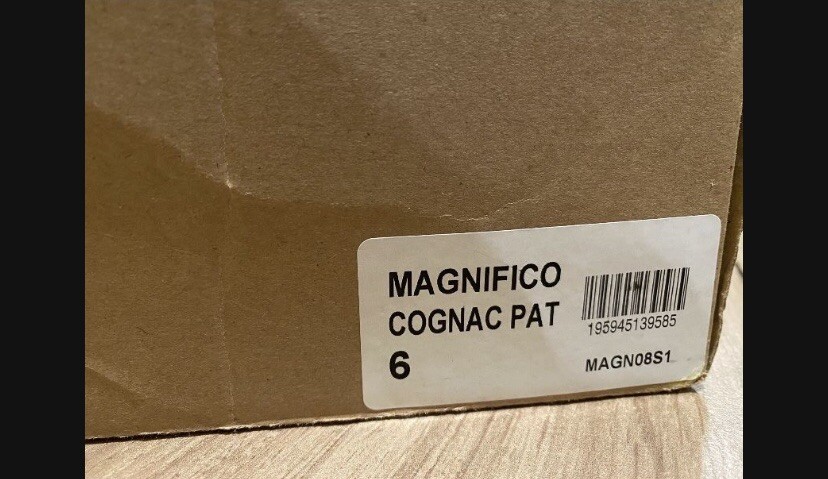 MAGNIFICO
COGNAC PAT
6
195945139585
MAGN08S1